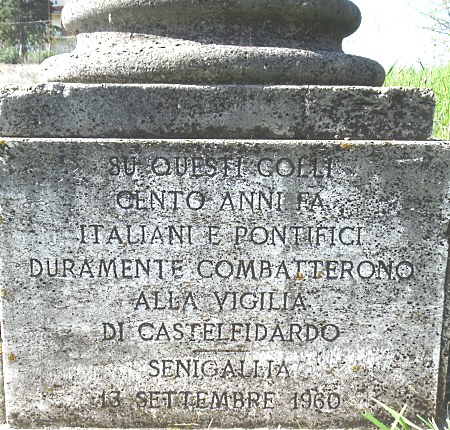 SU QUESTI COLLI
CENTO ANNI FA
ITALIANI E PONTIFICI
DURAMENTE COMBATTERONO
ALLA VIGILIA
DI CASTELFIDARDO
SENIGALLIA
13 SETTEMBRE 1960